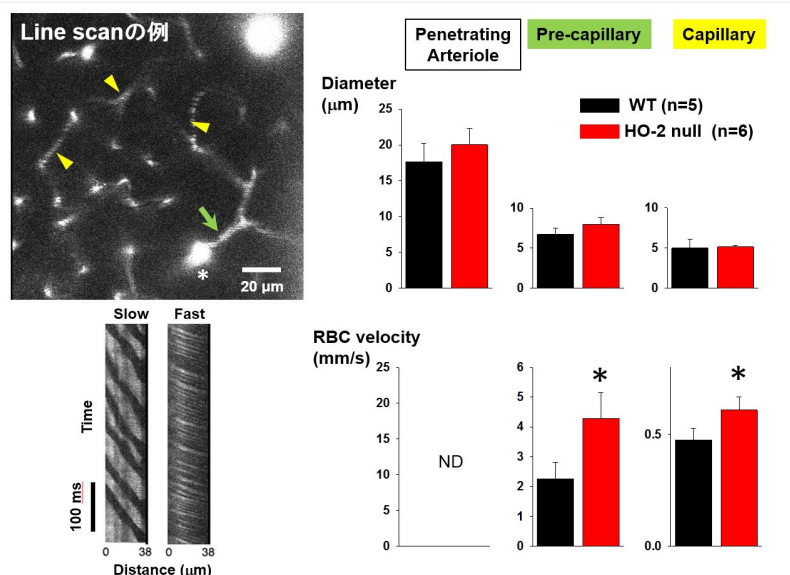 Line scanの例
*
20 µm
Penetrating
Arteriole
Pre-capillary
Capillary
Diameter
(µm)
WT (n=5)
HO-2 null (n=6)
25
20
15
10
5
0
10
5
0
10
5
0
Slow
Fast
Time
100 ms
0
38
0
38
Distance (µm)
RBC velocity
(mm/s)
25
20
15
10
5
0
ND
6
5
4
3
2
1
0
*
0.5
0.0
*